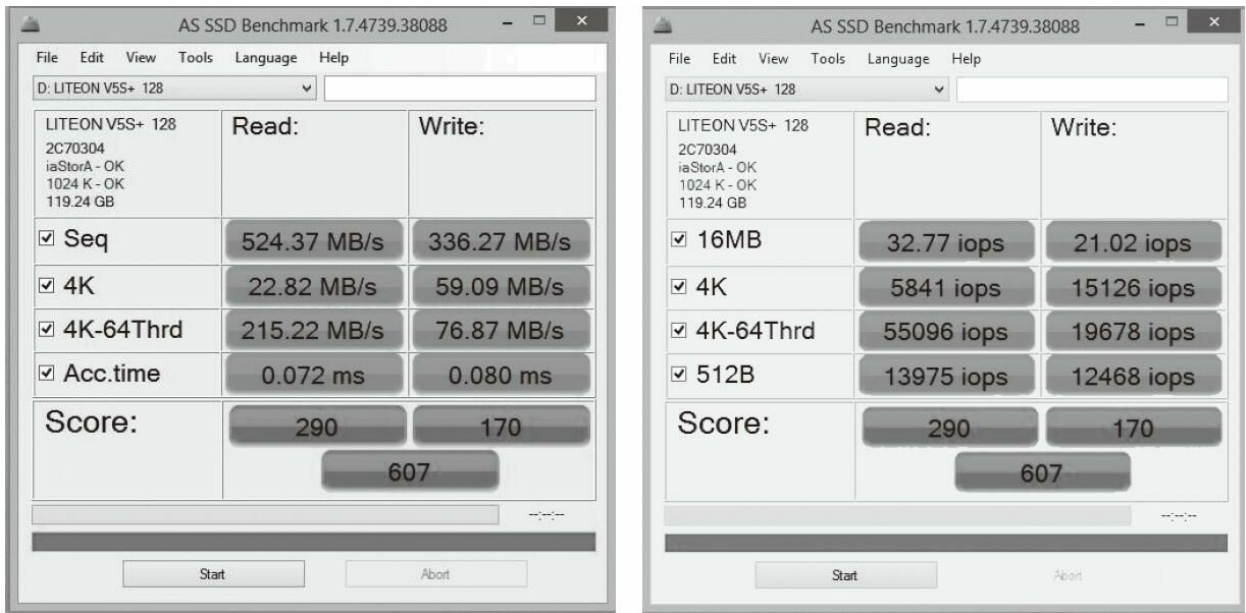 AS SSD Benchmark 1.7.4739.38088
File Edit View Tools Language Help
D: LITEON V5S+ 128
LITEON V5S+ 128
2C70304
iaStorA - OK
1024 K - OK
119.24 GB
Read: Write:
Seq 524.37 MB/s 336.27 MB/s
4K 22.82 MB/s 59.09 MB/s
4K-64Thrd 215.22 MB/s 76.87 MB/s
Acc.time 0.072 ms 0.080 ms
Score: 290 170
607
--:--:--
Start Abort
AS SSD Benchmark 1.7.4739.38088
File Edit View Tools Language Help
D: LITEON V5S+ 128
LITEON V5S+ 128
2C70304
iaStorA - OK
1024 K - OK
119.24 GB
Read: Write:
16MB 32.77 iops 21.02 iops
4K 5841 iops 15126 iops
4K-64Thrd 55096 iops 19678 iops
512B 13975 iops 12468 iops
Score: 290 170
607
--:--:--
Start Abort